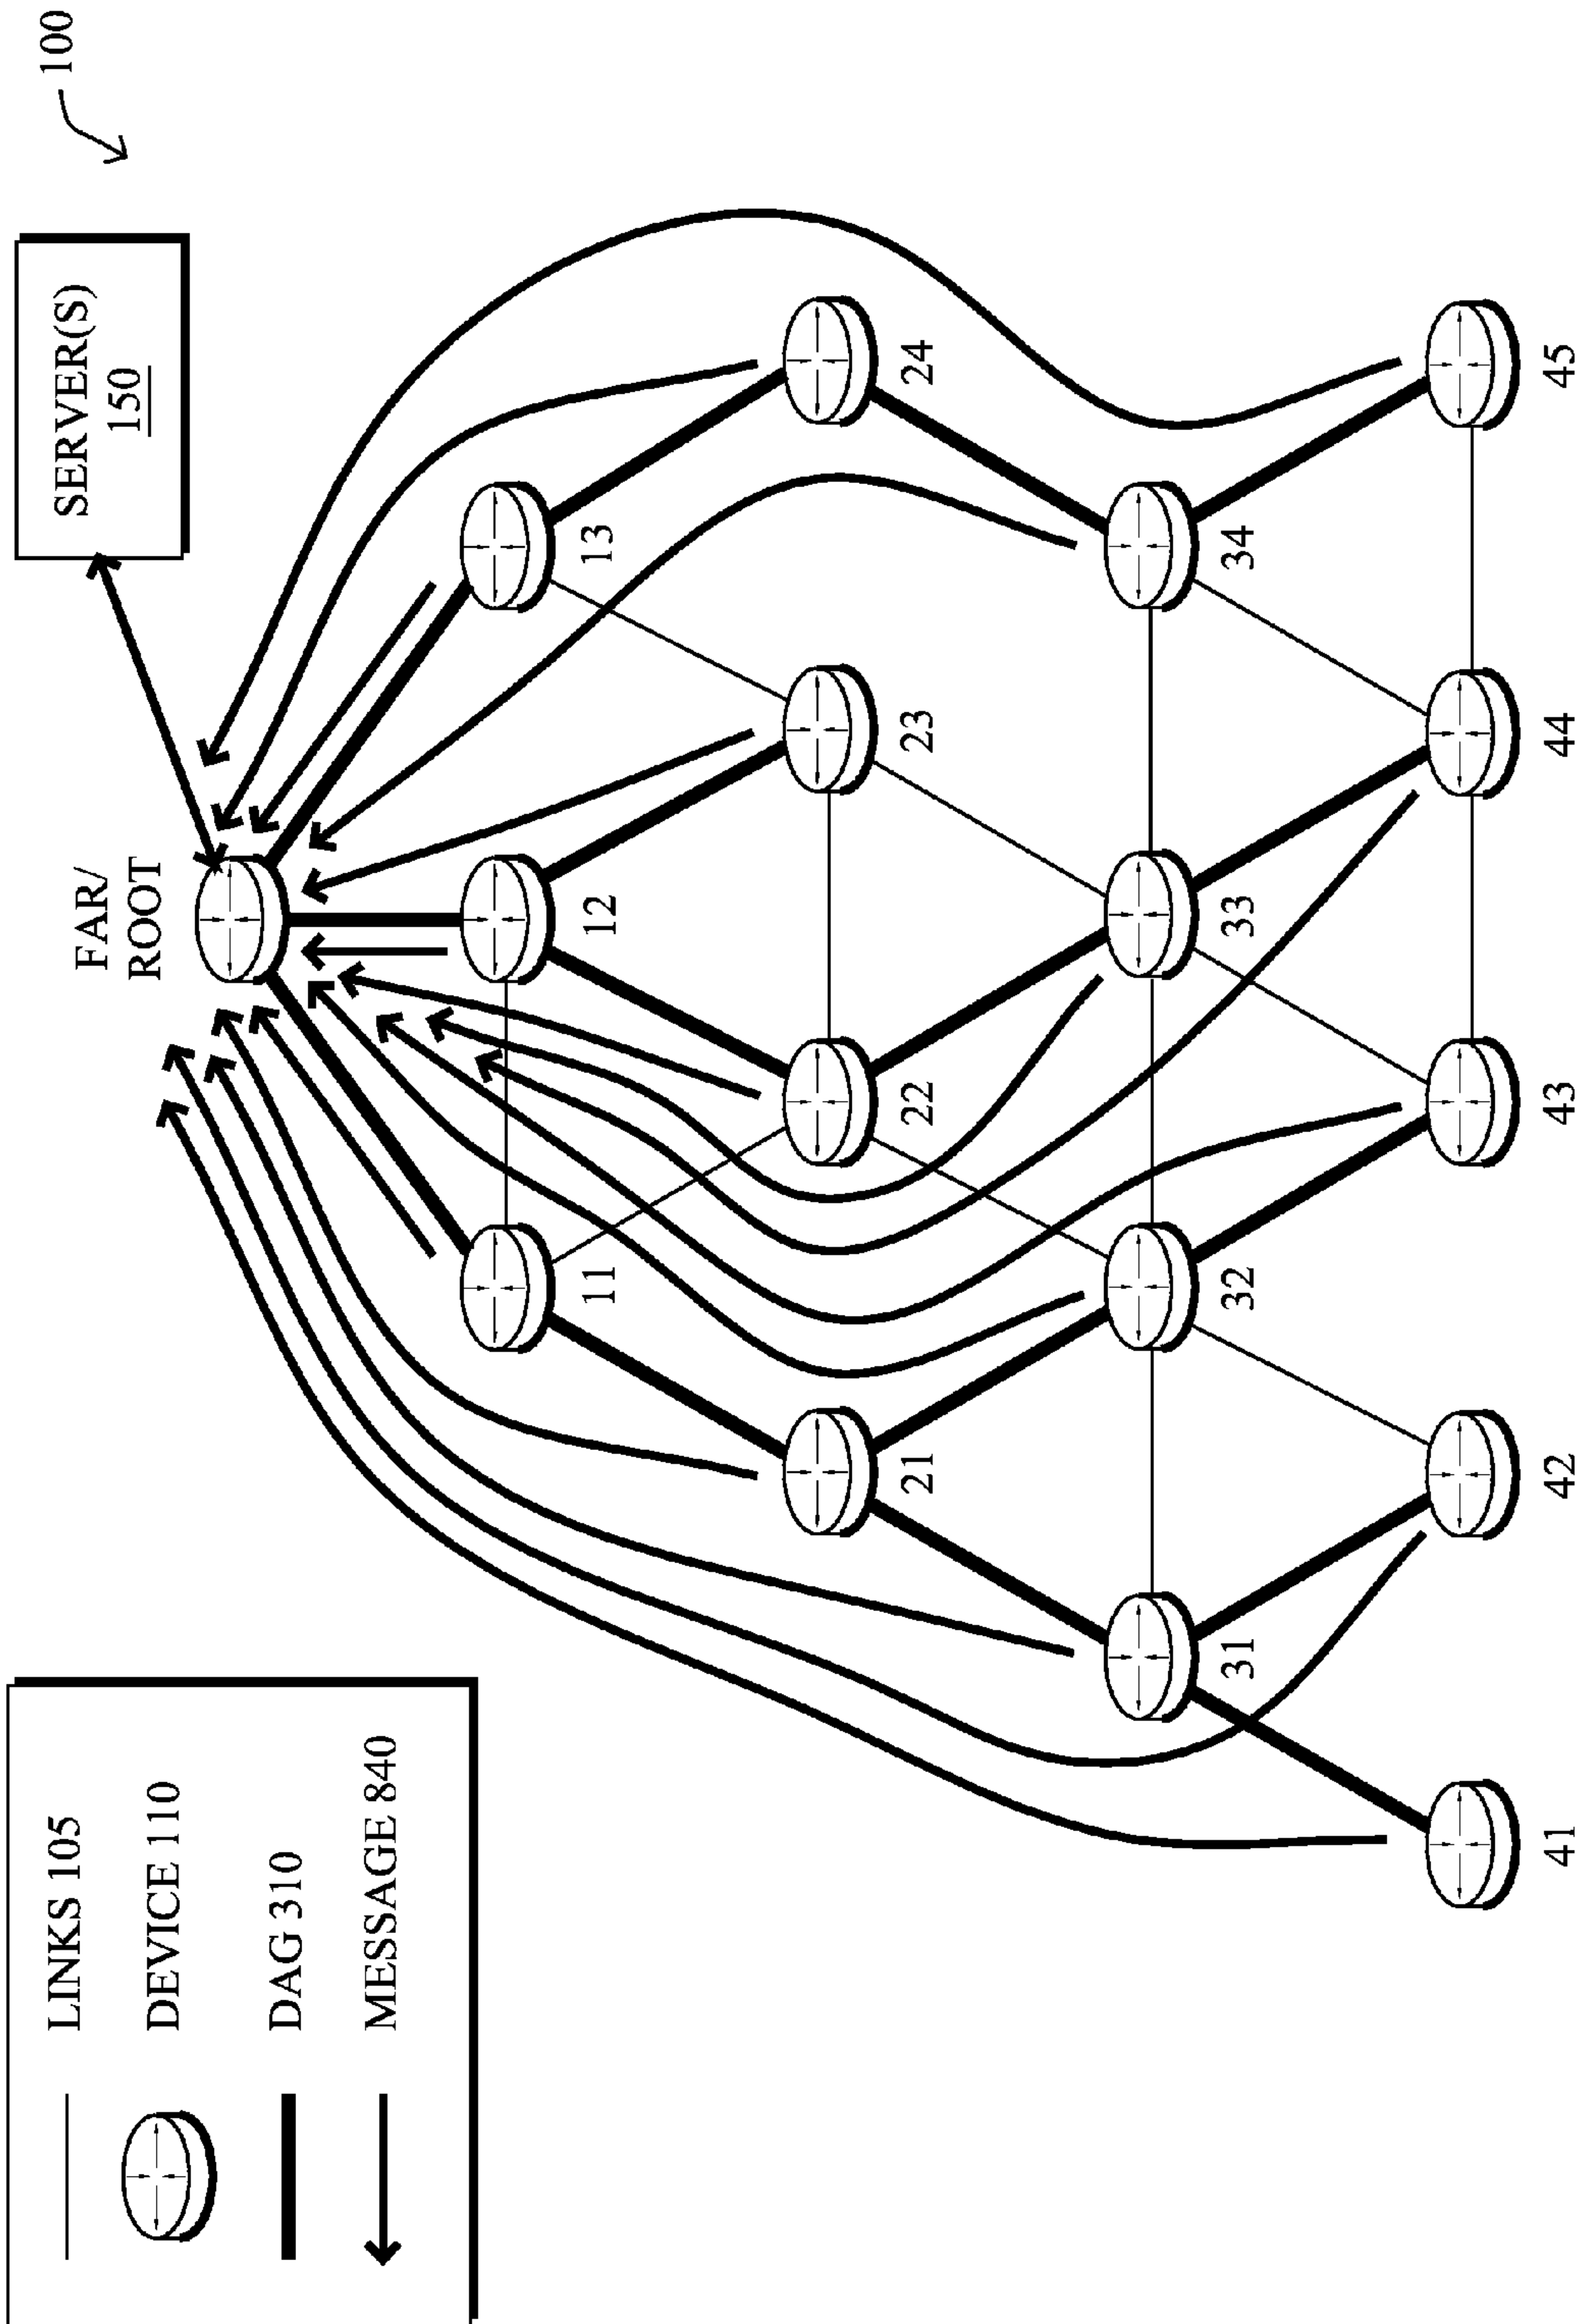 LINKS 105
DEVICE 110
DAG 310
MESSAGE 840
100
SERVER(S)
150
FAR/
ROOT
11
12
13
21
22
23
24
31
32
33
34
41
42
43
44
45